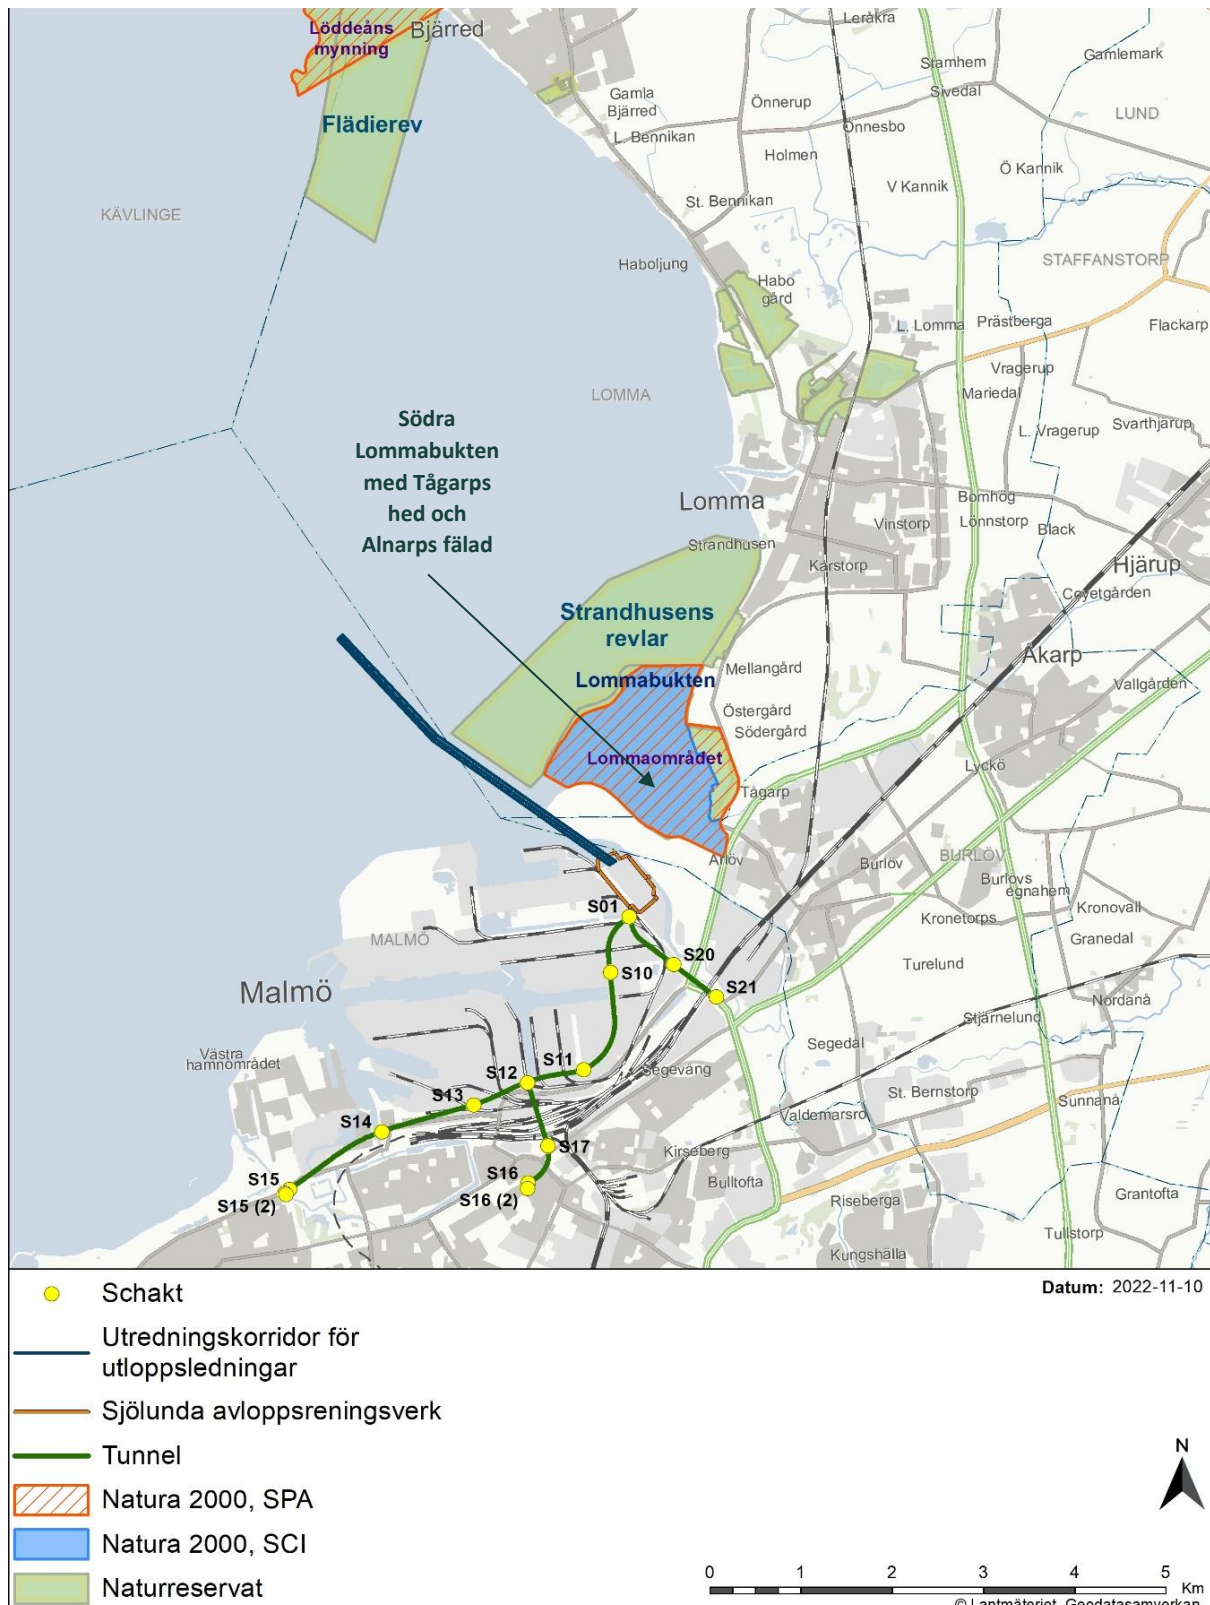 Löddeåns
mynning
Bjärred
Leråkra
Stamhem
Gamlemark
Sivedal
Gamla
Bjärred
Önnerup
LUND
Flädierev
L. Bennikan
Önnesbo
Holmen
Ö Kannik
V Kannik
KÄVLINGE
St. Bennikan
Haboljung
Habo
gård
STAFFANSTORP
L. Lomma
Prästberga
Flackarp
Vragerup
LOMMA
Mariedal
Södra
Lommabukten
med Tågarps
hed och
Alnarps fälad
L. Vragerup
Svarthjärup
Lomma
Bomhög
Vinstorp
Lönnstorp
Black
Strandhusen
Karstorp
Hjärup
Coyetgården
Strandhusens
revlar
Åkarp
Mellangård
Lommabukten
Vallgården
Östergård
Södergård
Lommaområdet
Lyckö
Tågarp
Arlöv
Burlöv
BURLÖV
Burlövs
egnahem
S01
Kronetorps
Kronovall
MALMÖ
Granedal
S20
Turelund
S10
S21
Malmö
Nordanå
Stjärnelund
Västra
hamnområdet
Segedal
S11
Segevång
S12
St. Bernstorp
S13
Sunnanå
Valdemarsro
S14
S17
Kirseberg
S16
S15
Bulltofta
S15 (2)
S16 (2)
Riseberga
Grantofta
Tullstorp
Kungshälla
Datum: 2022-11-10
Schakt
Utredningskorridor för
utloppsledningar
Sjölunda avloppsreningsverk
Tunnel
Natura 2000, SPA
Natura 2000, SCI
Naturreservat
N
0 1 2 3 4 5
Km
© Lantmäteriet, Geodatasamverkan